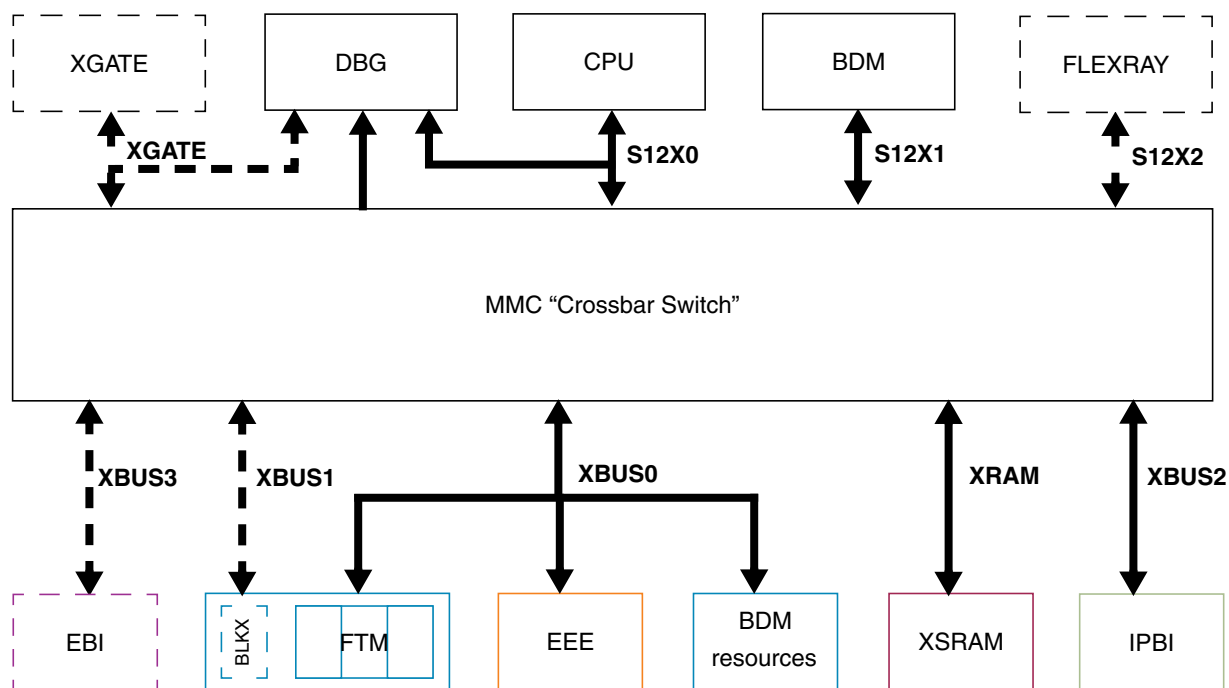 XGATE
DBG
CPU
BDM
FLEXRAY
XGATE
S12X0
S12X1
S12X2
MMC “Crossbar Switch”
XBUS3
XBUS1
XBUS0
XRAM
XBUS2
EBI
BLKX
FTM
EEE
BDM
resources
XSRAM
IPBI